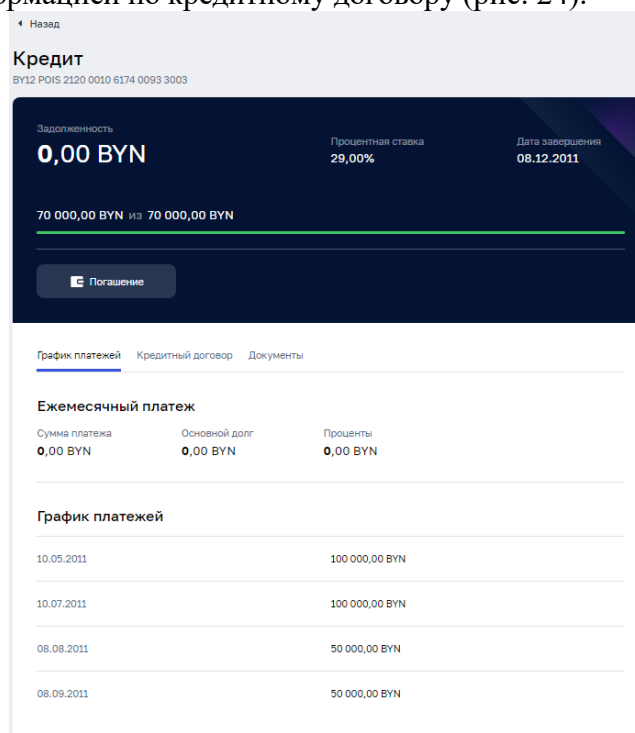 рмацией по кредитному договору (рис. 24).
Назад
Кредит
BY12 POIS 2120 0010 6174 0093 3003
Задолженность
0,00 BYN
Процентная ставка
29,00%
Дата завершения
08.12.2011
70 000,00 BYN из 70 000,00 BYN
Погашение
График платежей Кредитный договор Документы
Ежемесячный платеж
Сумма платежа Основной долг Проценты
0,00 BYN 0,00 BYN 0,00 BYN
График платежей
10.05.2011 100 000,00 BYN
10.07.2011 100 000,00 BYN
08.08.2011 50 000,00 BYN
08.09.2011 50 000,00 BYN